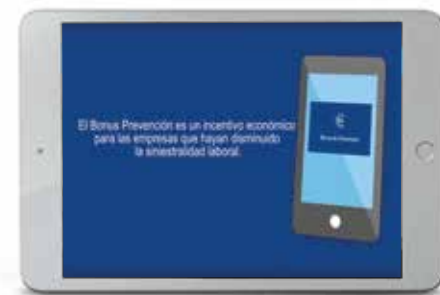 El Bonus Prevención es un incentivo económico
para las empresas que hayan disminuido
la siniestralidad laboral.